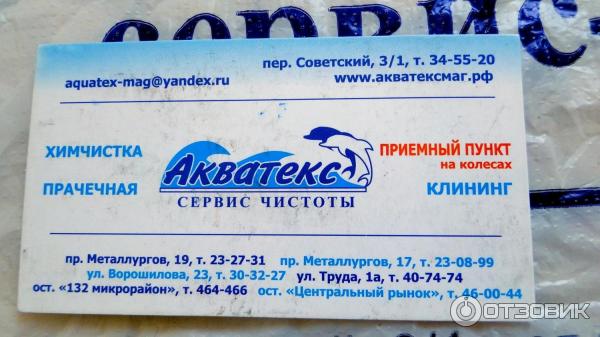 сервис-
пер. Советский, 3/1, т. 34-55-20
aquatex-mag@yandex.ru
www.акватексмаг.рф
ХИМЧИСТКА
ПРИЕМНЫЙ ПУНКТ
на колесах
Акватекс
ПРАЧЕЧНАЯ
КЛИНИНГ
СЕРВИС ЧИСТОТЫ
пр. Металлургов, 19, т. 23-27-31 пр. Металлургов, 17, т. 23-08-99
ул. Ворошилова, 23, т. 30-32-27 ул. Труда, 1а, т. 40-74-74
ост. «132 микрорайон», т. 464-466 ост. «Центральный рынок», т. 46-00-44
ОТЗОВИК